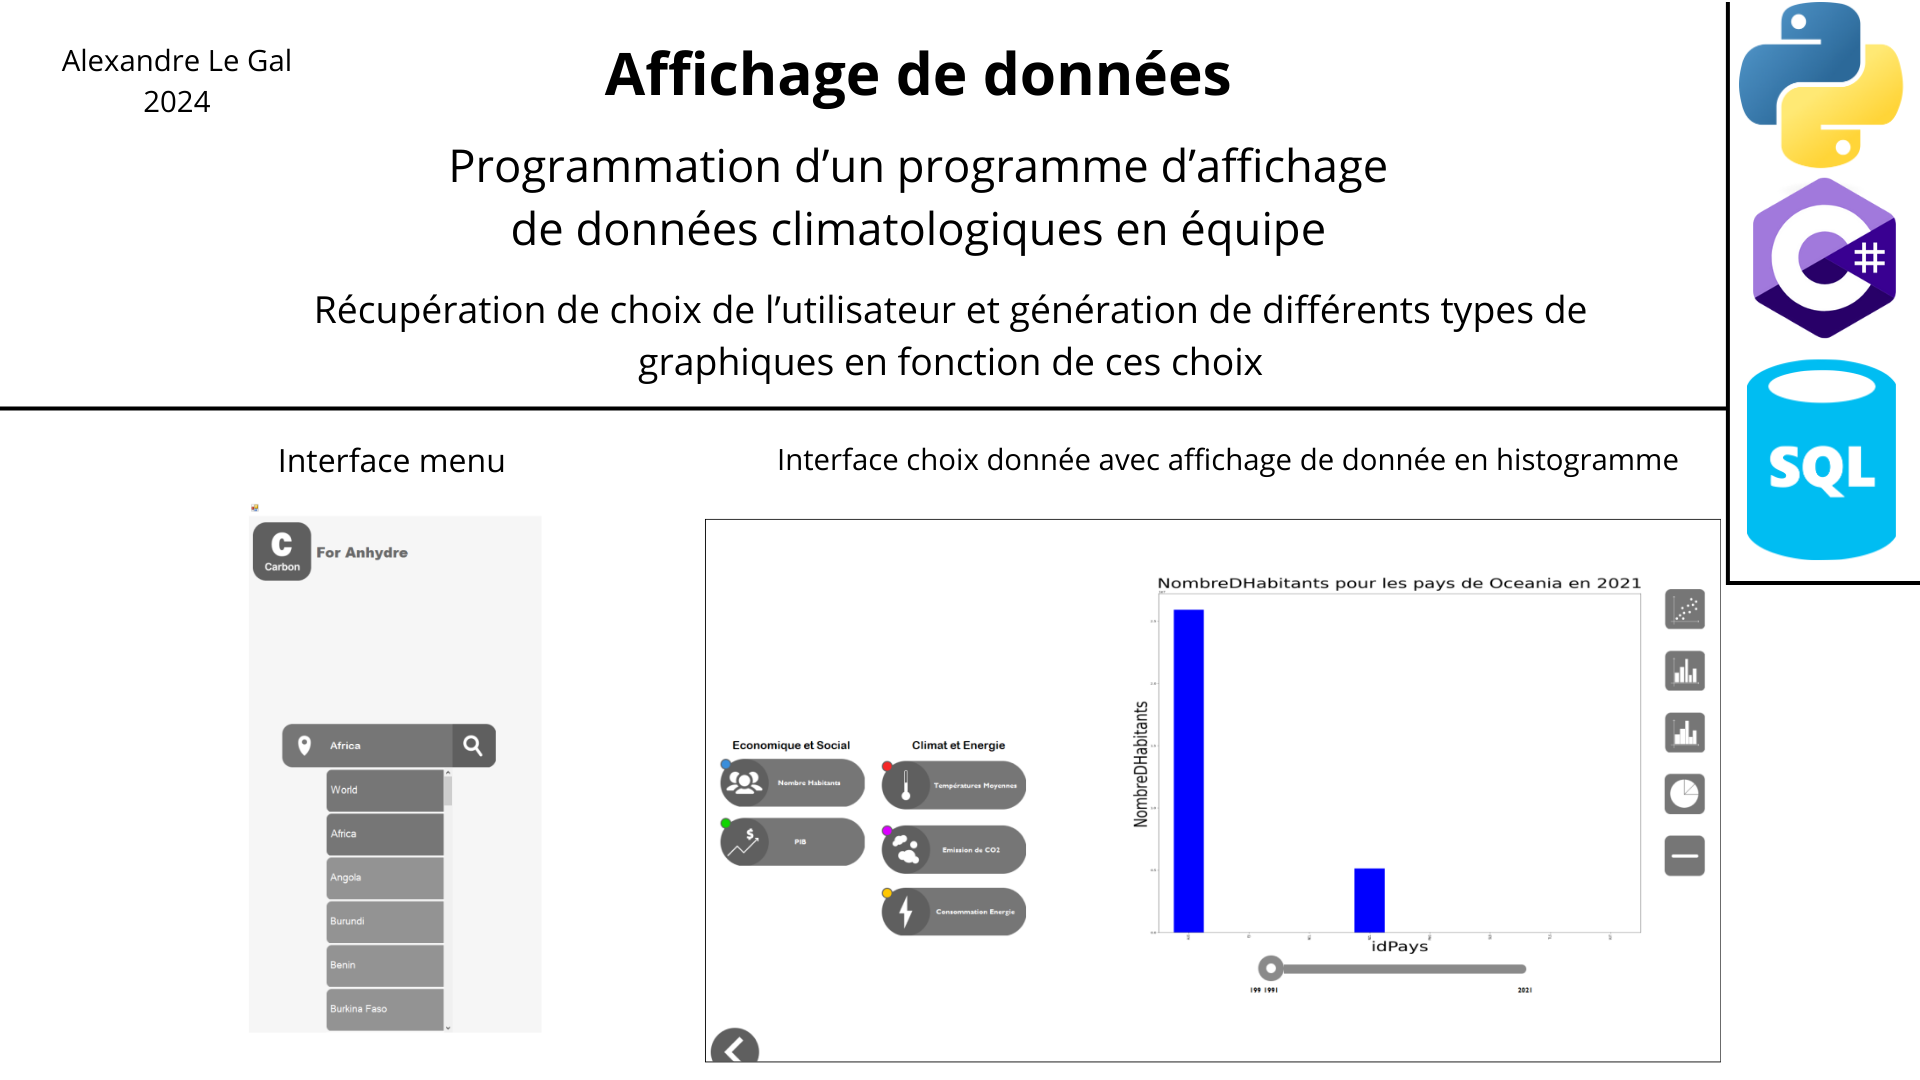 Alexandre Le Gal
2024
Affichage de données
Programmation d’un programme d’affichage
de données climatologiques en équipe
Récupération de choix de l’utilisateur et génération de différents types de
graphiques en fonction de ces choix
#
SQL
Interface menu
Interface choix donnée avec affichage de donnée en histogramme
C
Carbon
For Anhydre
Africa
World
Africa
Angola
Burundi
Benin
Burkina Faso
Economique et Social
Nombre Habitants
PIB
Climat et Energie
Températures Moyennes
Emission de CO2
Consommation Energie
NombreDHabitants pour les pays de Oceania en 2021
NombreDHabitants
idPays
199 1991
2021